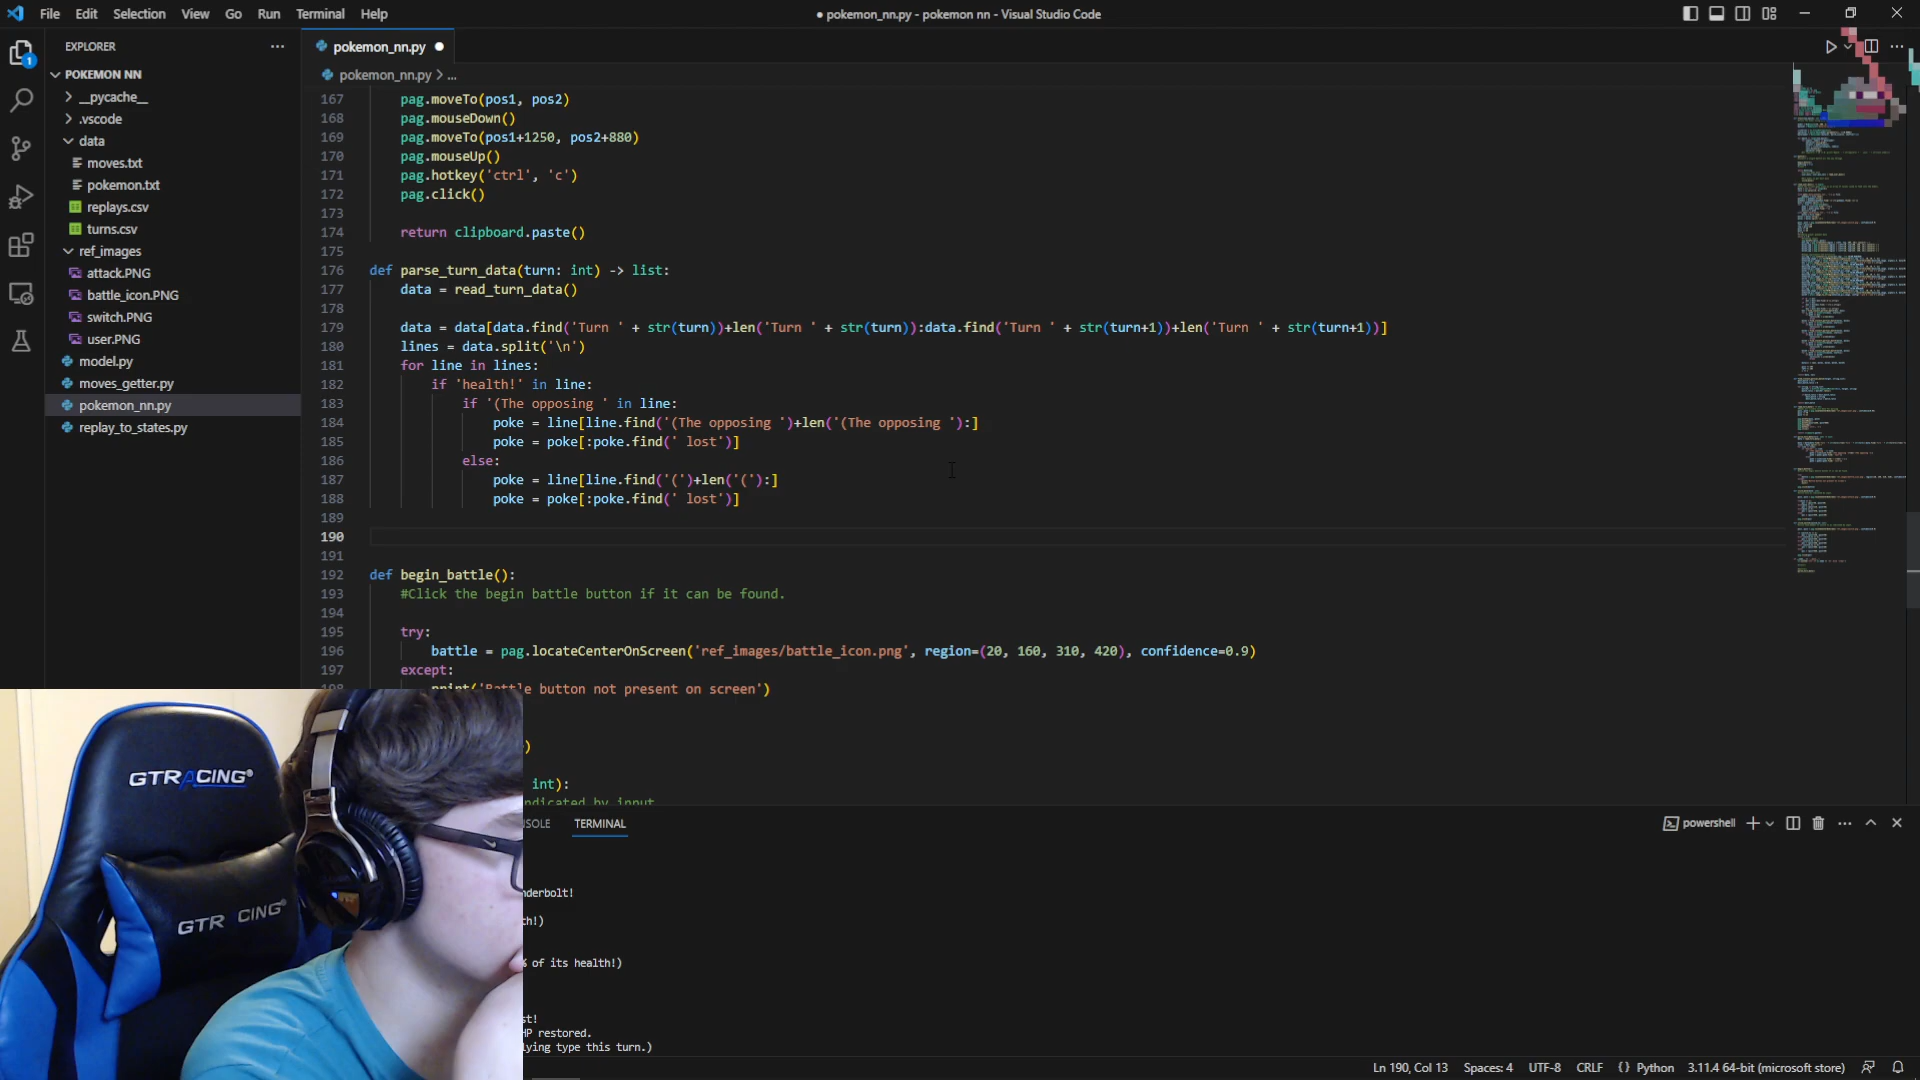 File Edit Selection View Go Run Terminal Help
● pokemon_nn.py - pokemon nn - Visual Studio Code
EXPLORER
POKEMON NN
__pycache__
.vscode
data
moves.txt
pokemon.txt
replays.csv
turns.csv
ref_images
attack.PNG
battle_icon.PNG
switch.PNG
user.PNG
model.py
moves_getter.py
pokemon_nn.py
replay_to_states.py
1
pokemon_nn.py ●
pokemon_nn.py > ...
167 pag.moveTo(pos1, pos2)
168 pag.mouseDown()
169 pag.moveTo(pos1+1250, pos2+880)
170 pag.mouseUp()
171 pag.hotkey('ctrl', 'c')
172 pag.click()
173
174 return clipboard.paste()
175
176 def parse_turn_data(turn: int) -> list:
177 data = read_turn_data()
178
179 data = data[data.find('Turn ' + str(turn))+len('Turn ' + str(turn)):data.find('Turn ' + str(turn+1))+len('Turn ' + str(turn+1))]
180 lines = data.split('\n')
181 for line in lines:
182 if 'health!' in line:
183 if '(The opposing ' in line:
184 poke = line[line.find('(The opposing ')+len('(The opposing '):]
185 poke = poke[:poke.find(' lost')]
186 else:
187 poke = line[line.find('(')+len('('):]
188 poke = poke[:poke.find(' lost')]
189
190
191
192 def begin_battle():
193 #Click the begin battle button if it can be found.
194
195 try:
196 battle = pag.locateCenterOnScreen('ref_images/battle_icon.png', region=(20, 160, 310, 420), confidence=0.9)
197 except:
198 print('Battle button not present on screen')
)
int):
ndicated by input
NSOLE TERMINAL
powershell
nderbolt!
ch!)
% of its health!)
st!
HP restored.
lying type this turn.)
GTRACING
GTR CING
Ln 190, Col 13 Spaces: 4 UTF-8 CRLF {} Python 3.11.4 64-bit (microsoft store)